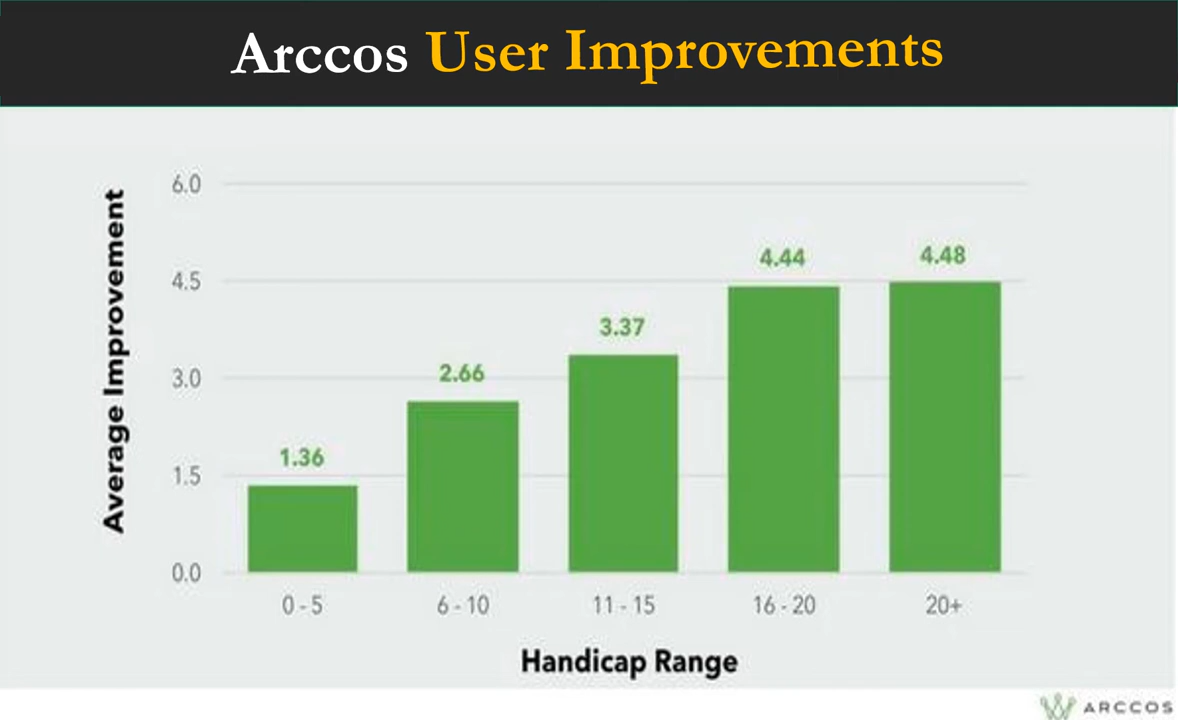 Arccos User Improvements
Average Improvement
6.0
4.5
3.0
1.5
0.0
1.36
2.66
3.37
4.44
4.48
0 - 5
6 - 10
11 - 15
16 - 20
20+
Handicap Range
ARCCOS